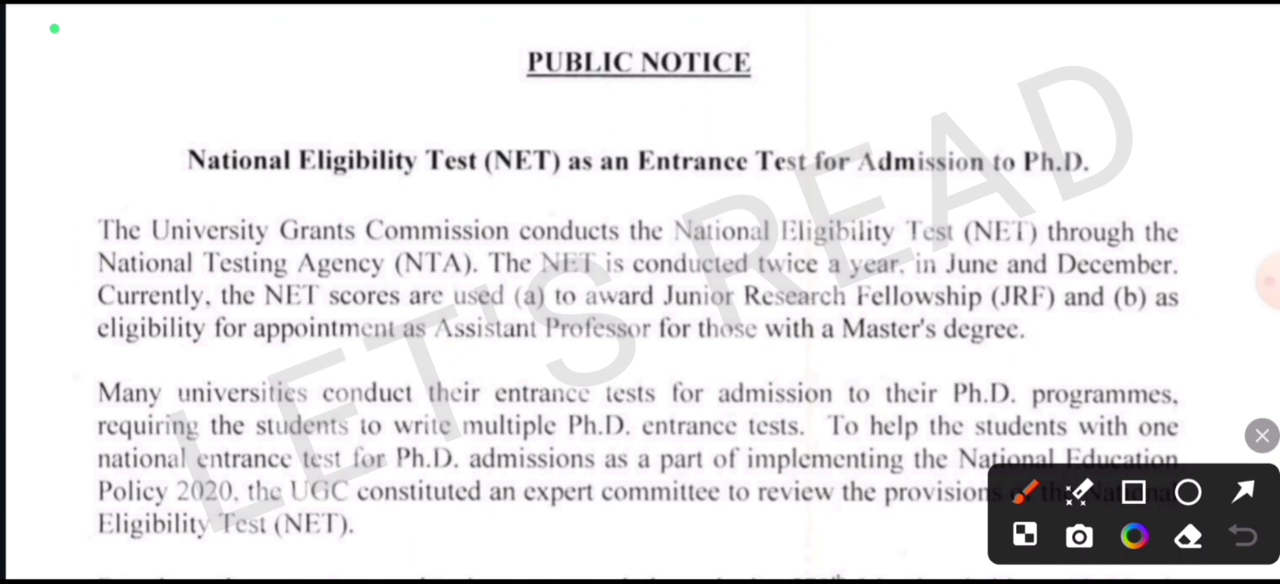 PUBLIC NOTICE
National Eligibility Test (NET) as an Entrance Test for Admission to Ph.D.
The University Grants Commission conducts the National Eligibility Test (NET) through the
National Testing Agency (NTA). The NET is conducted twice a year, in June and December.
Currently, the NET scores are used (a) to award Junior Research Fellowship (JRF) and (b) as
eligibility for appointment as Assistant Professor for those with a Master's degree.
Many universities conduct their entrance tests for admission to their Ph.D. programmes,
requiring the students to write multiple Ph.D. entrance tests. To help the students with one
national entrance test for Ph.D. admissions as a part of implementing the National Education
Policy 2020, the UGC constituted an expert committee to review the provisions of the National
Eligibility Test (NET).
LET'S READ